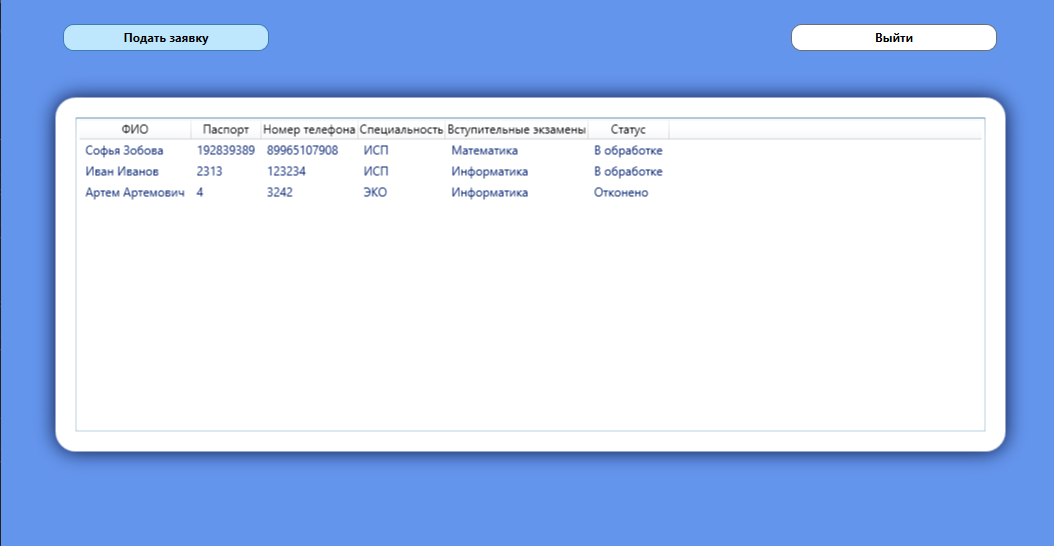 Подать заявку Выйти
ФИО Паспорт Номер телефона Специальность Вступительные экзамены Статус
Софья Зобова 192839389 89965107908 ИСП Математика В обработке
Иван Иванов 2313 123234 ИСП Информатика В обработке
Артем Артемович 4 3242 ЭКО Информатика Отконено